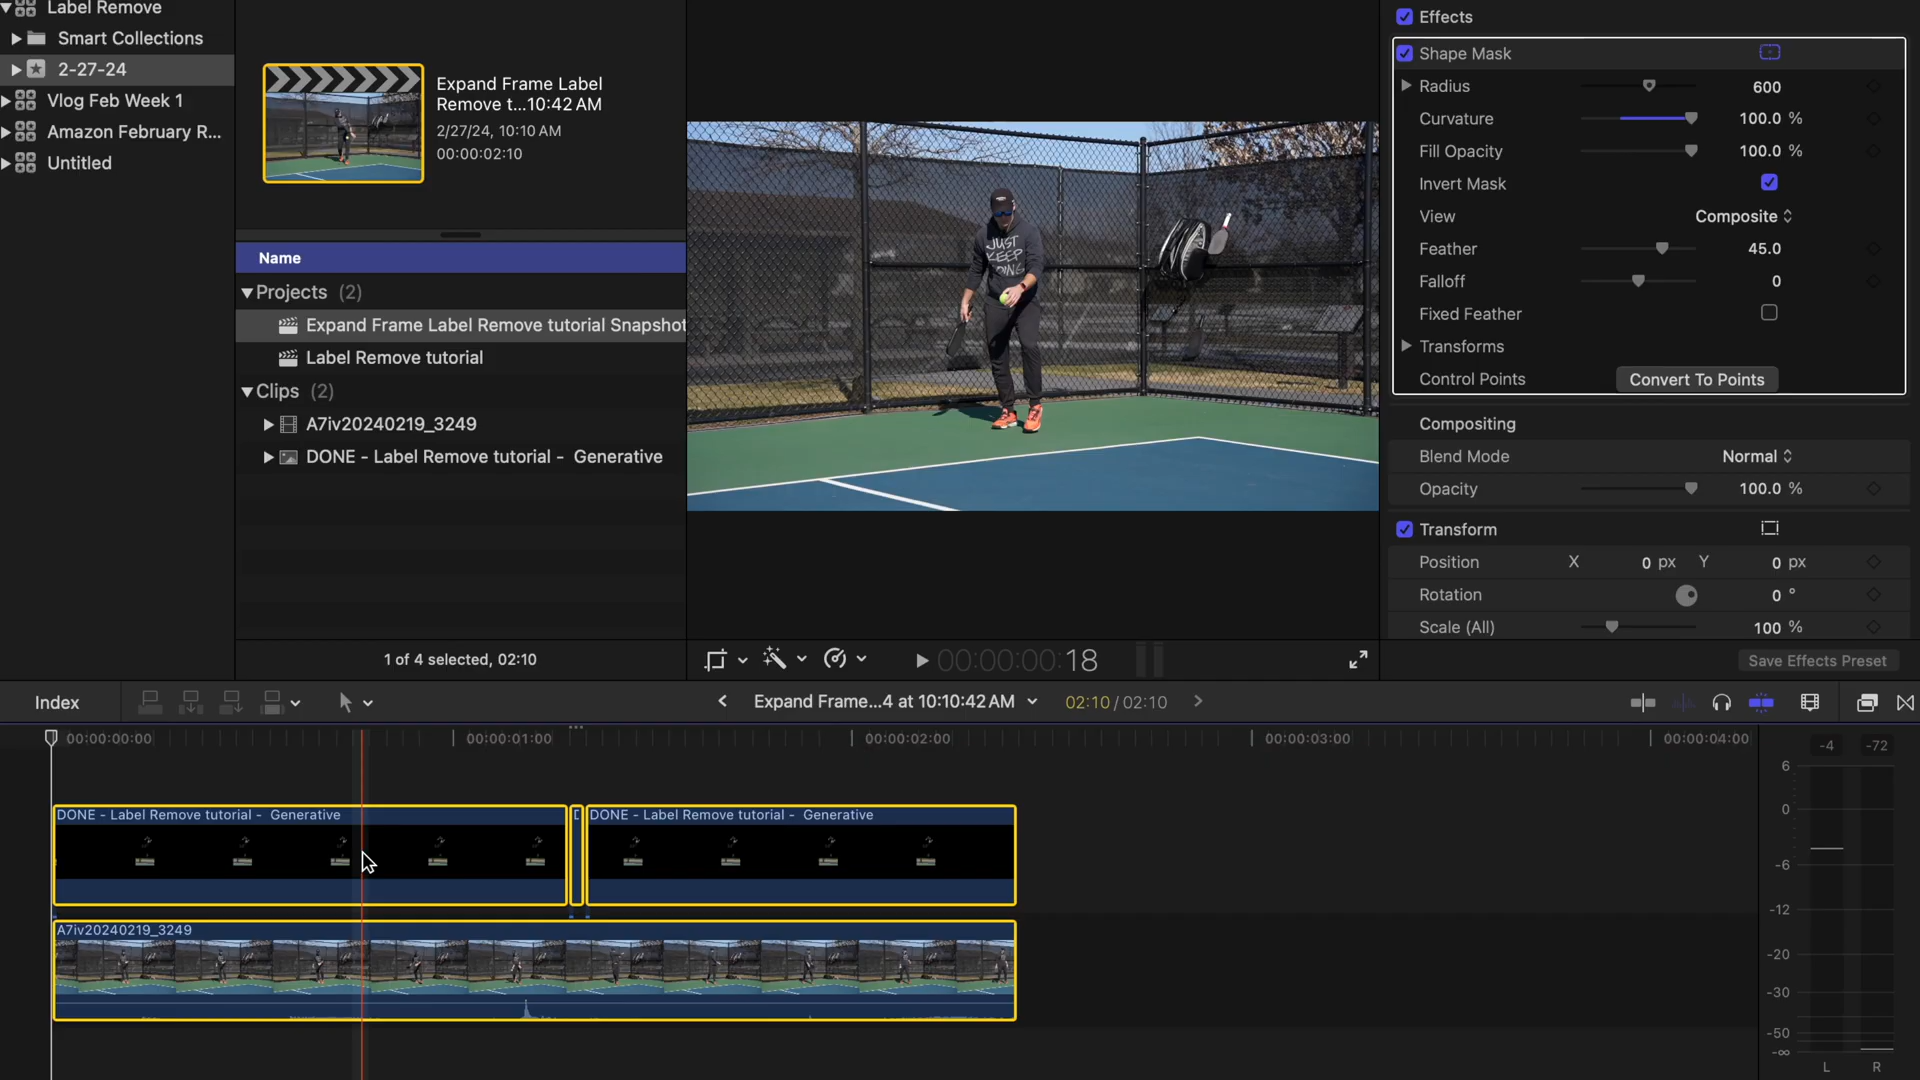 Label Remove
Smart Collections
2-27-24
Vlog Feb Week 1
Amazon February R...
Untitled
Expand Frame Label
Remove t...10:42 AM
2/27/24, 10:10 AM
00:00:02:10
Name
Projects (2)
Expand Frame Label Remove tutorial Snapshot
Label Remove tutorial
Clips (2)
A7iv20240219_3249
DONE - Label Remove tutorial - Generative
1 of 4 selected, 02:10
JUST
KEEP
GOING
00:00:00:18
Effects
Shape Mask
Radius 600
Curvature 100.0 %
Fill Opacity 100.0 %
Invert Mask
View Composite
Feather 45.0
Falloff 0
Fixed Feather
Transforms
Control Points Convert To Points
Compositing
Blend Mode Normal
Opacity 100.0 %
Transform
Position X 0 px Y 0 px
Rotation 0 °
Scale (All) 100 %
Save Effects Preset
Index
Expand Frame...4 at 10:10:42 AM 02:10 / 02:10
00:00:00:00 00:00:01:00 00:00:02:00 00:00:03:00 00:00:04:00
DONE - Label Remove tutorial - Generative
DONE - Label Remove tutorial - Generative
A7iv20240219_3249
-4 -72
6
0
-6
-12
-20
-30
-50
-∞
L R